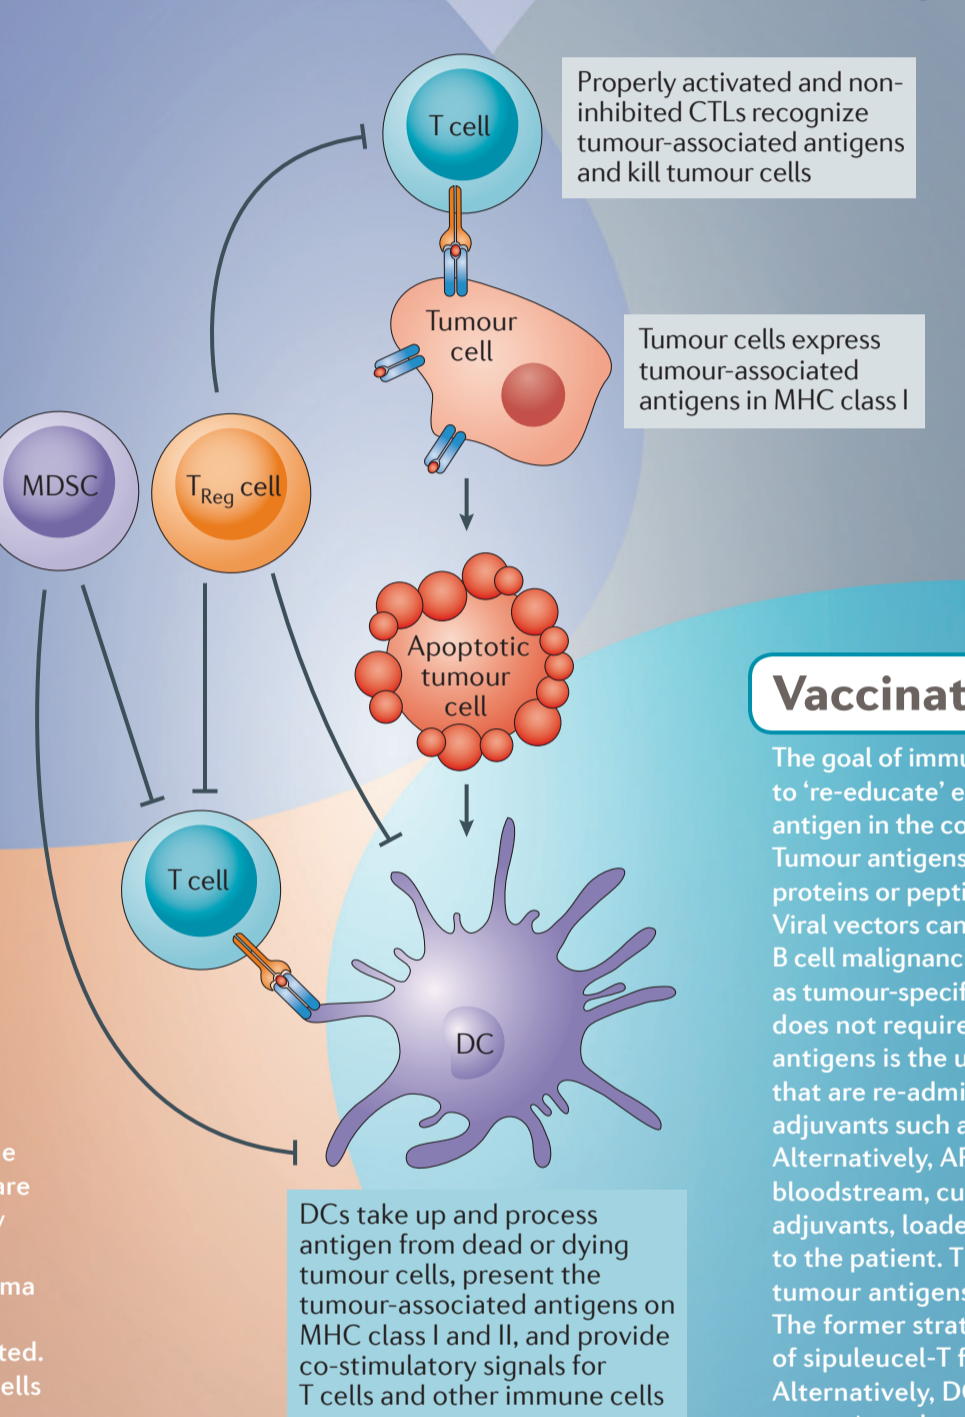 T cell
Properly activated and non-
inhibited CTLs recognize
tumour-associated antigens
and kill tumour cells
Tumour
cell
Tumour cells express
tumour-associated
antigens in MHC class I
MDSC
TReg cell
Apoptotic
tumour
cell
T cell
DC
DCs take up and process
antigen from dead or dying
tumour cells, present the
tumour-associated antigens on
MHC class I and II, and provide
co-stimulatory signals for
T cells and other immune cells
e
are
y
ma
ted.
ells
Vaccinat
The goal of immu
to ‘re-educate’ e
antigen in the co
Tumour antigens
proteins or pepti
Viral vectors can
B cell malignanc
as tumour-specif
does not require
antigens is the u
that are re-admi
adjuvants such a
Alternatively, AP
bloodstream, cu
adjuvants, loade
to the patient. T
tumour antigens
The former strat
of sipuleucel-T f
Alternatively, DC